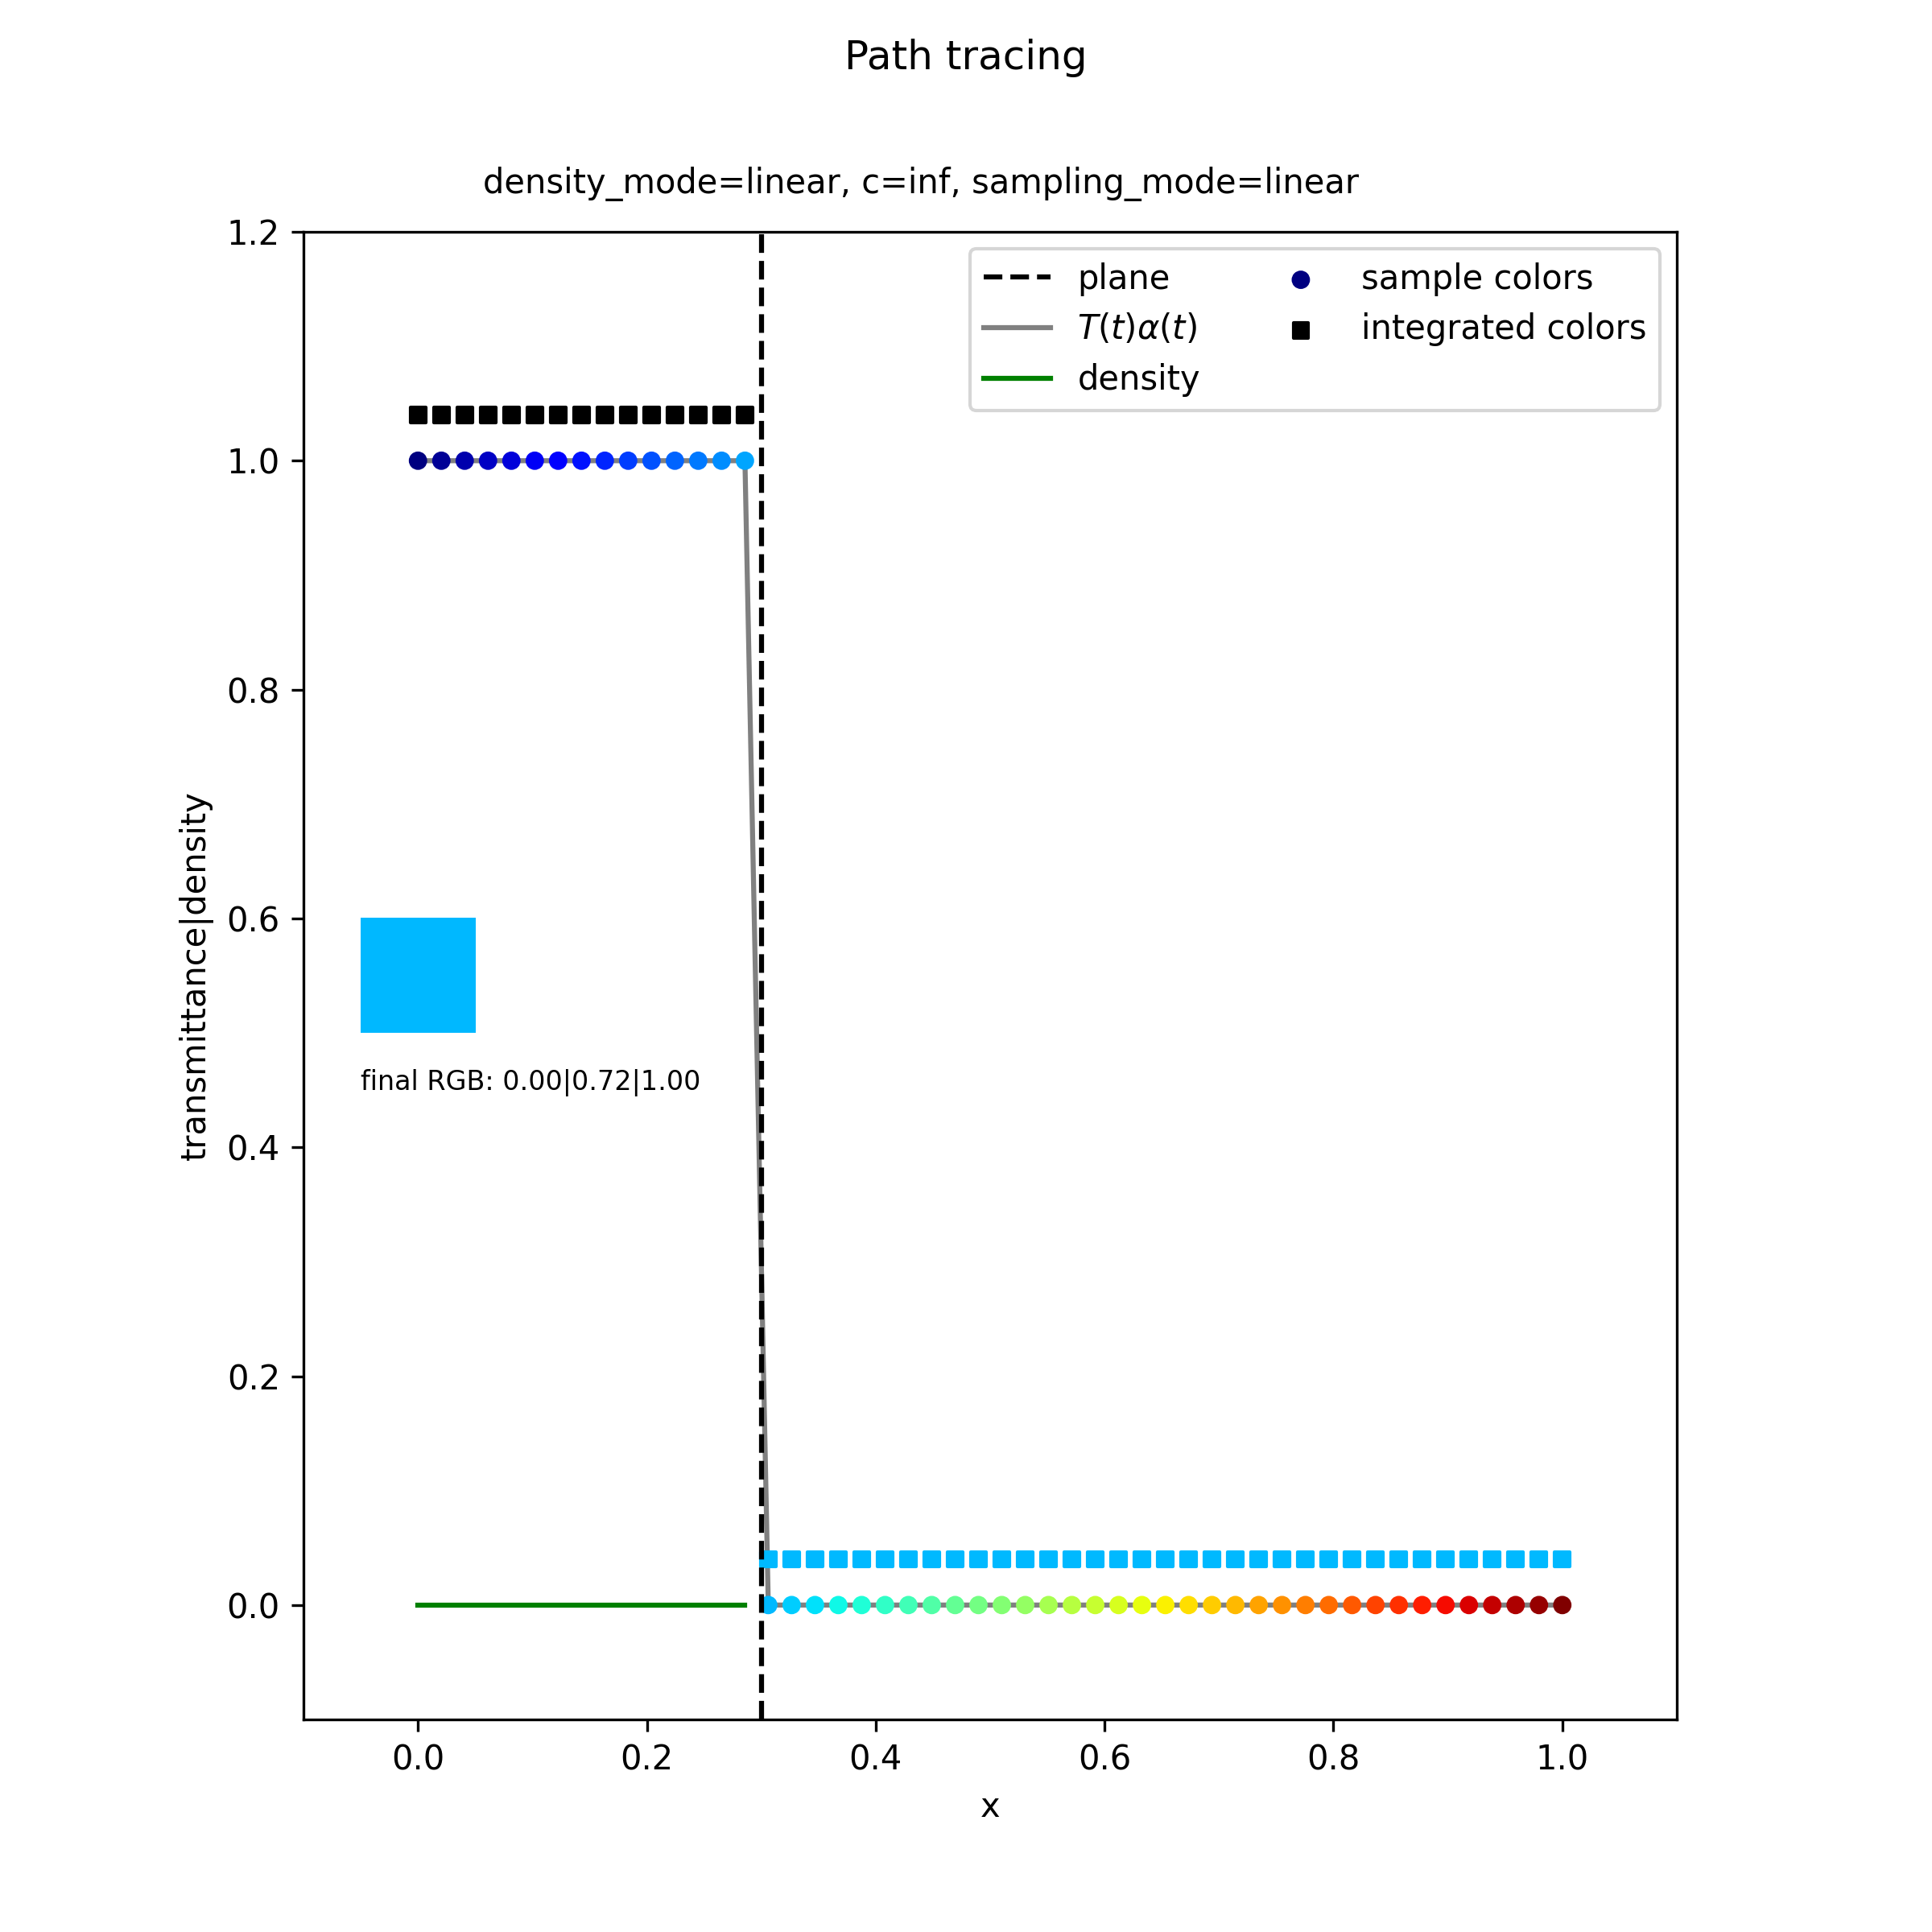 Path tracing
density_mode=linear, c=inf, sampling_mode=linear
plane
T(t)α(t)
density
sample colors
integrated colors
transmittance|density
1.2
1.0
0.8
0.6
0.4
0.2
0.0
final RGB: 0.00|0.72|1.00
0.0 0.2 0.4 0.6 0.8 1.0
x